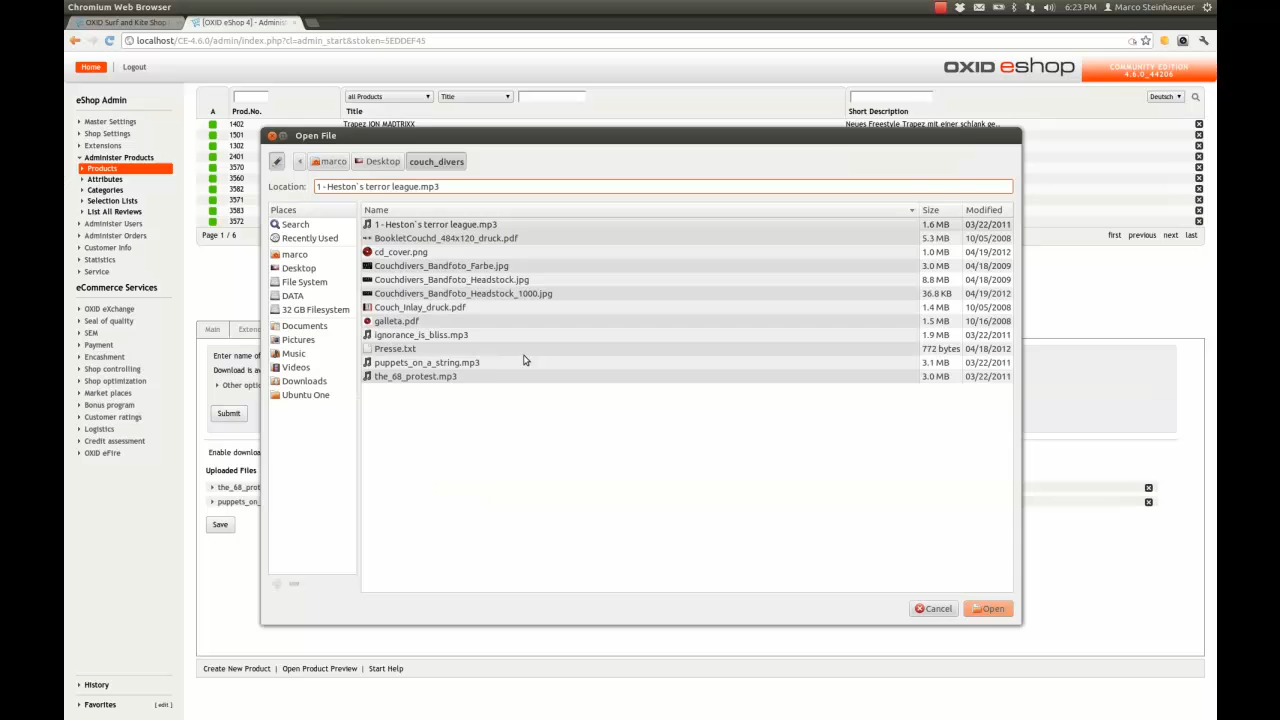 Chromium Web Browser
6:23 PM Marco Steinhaeuser
OXID Surf and Kite Shop
[OXID eShop 4] - Adminis
localhost/CE-4.6.0/admin/index.php?cl=admin_start&stoken=5EDDEF45
Home Logout
OXID eshop
COMMUNITY EDITION
4.6.0_44206
eShop Admin
Master Settings
Shop Settings
Extensions
Administer Products
Products
Attributes
Categories
Selection Lists
List All Reviews
Administer Users
Administer Orders
Customer Info
Statistics
Service
eCommerce Services
OXID eXchange
Seal of quality
SEM
Payment
Encashment
Shop controlling
Shop optimization
Market places
Bonus program
Customer ratings
Logistics
Credit assessment
OXID eFire
History
Favorites [ edit ]
all Products Title Deutsch
A Prod.No. Title Short Description
1402 Trapez ION MADTRIXX Neues Freestyle Trapez mit einer schlank ge..
1501
1302
2401
3570
3560
3582
3571
3583
3572
Page 1 / 6 first previous next last
Open File
marco Desktop couch_divers
Location: 1 - Heston`s terror league.mp3
Places
Search
Recently Used
marco
Desktop
File System
DATA
32 GB Filesystem
Documents
Pictures
Music
Videos
Downloads
Ubuntu One
Name Size Modified
1 - Heston`s terror league.mp3 1.6 MB 03/22/2011
BookletCouchd_484x120_druck.pdf 5.3 MB 10/05/2008
cd_cover.png 1.0 MB 04/19/2012
Couchdivers_Bandfoto_Farbe.jpg 3.0 MB 04/18/2009
Couchdivers_Bandfoto_Headstock.jpg 8.8 MB 04/18/2009
Couchdivers_Bandfoto_Headstock_1000.jpg 36.8 KB 04/19/2012
Couch_Inlay_druck.pdf 1.4 MB 10/05/2008
galleta.pdf 1.5 MB 10/16/2008
ignorance_is_bliss.mp3 1.9 MB 03/22/2011
Presse.txt 772 bytes 04/18/2012
puppets_on_a_string.mp3 3.1 MB 03/22/2011
the_68_protest.mp3 3.0 MB 03/22/2011
Cancel Open
Main Extend
Enter name of
Download is av
Other optio
Submit
Enable downloa
Uploaded Files
the_68_prot
puppets_on_
Save
Create New Product | Open Product Preview | Start Help